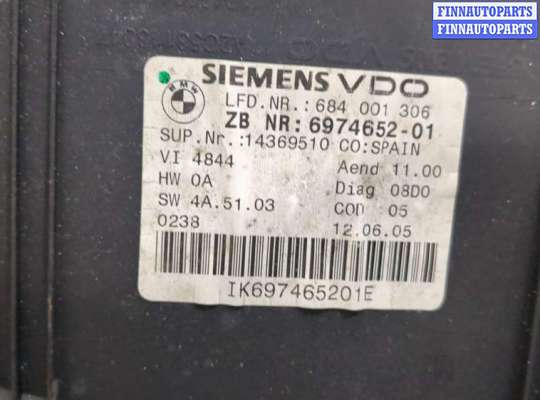 FINNAUTOPARTS
FINNAUTOPARTS
FINNAUTOPARTS
SIEMENS VDO
BMW
LFD.NR.:684 001 306
ZB NR:6974652-01
SUP.Nr.:14369510 CO:SPAIN
VI 4844 Aend 11.00
HW 0A Diag 08D0
SW 4A.51.03 COD 05
0238 12.06.05
IK697465201E